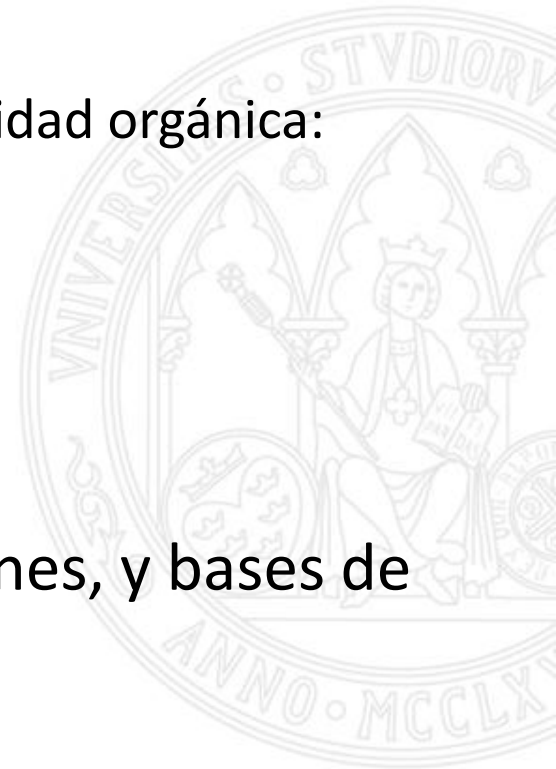 idad orgánica:
nes, y bases de
VNIVERSI
S · STVDIORV
ANNO · MCCLX